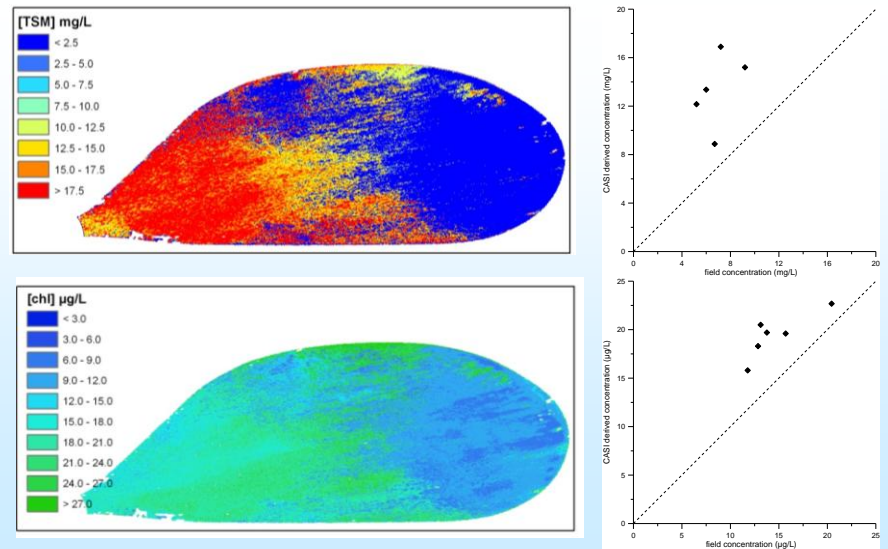 [TSM] mg/L
< 2.5
2.5 - 5.0
5.0 - 7.5
7.5 - 10.0
10.0 - 12.5
12.5 - 15.0
15.0 - 17.5
> 17.5
20
16
12
8
4
0
0 4 8 12 16 20
CASI derived concentration (mg/L)
field concentration (mg/L)
[chl] µg/L
< 3.0
3.0 - 6.0
6.0 - 9.0
9.0 - 12.0
12.0 - 15.0
15.0 - 18.0
18.0 - 21.0
21.0 - 24.0
24.0 - 27.0
> 27.0
25
20
15
10
5
0
0 5 10 15 20 25
CASI derived concentration (µg/L)
field concentration (µg/L)